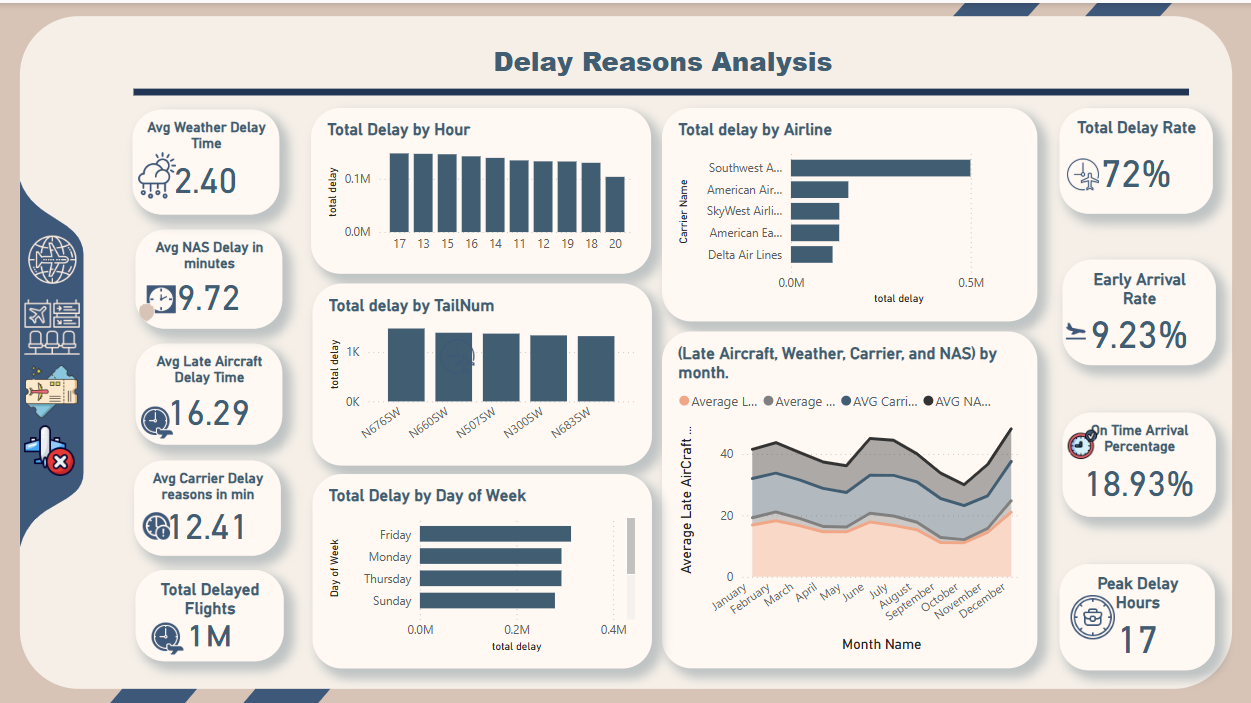 Delay Reasons Analysis
Avg Weather Delay
Time
2.40
Avg NAS Delay in
minutes
9.72
Avg Late Aircraft
Delay Time
16.29
Avg Carrier Delay
reasons in min
12.41
Total Delayed
Flights
1M
Total Delay by Hour
total delay
0.1M
0.0M
17 13 15 16 14 11 12 19 18 20
Total delay by TailNum
total delay
1K
0K
N676SW N660SW N507SW N300SW N683SW
Total Delay by Day of Week
Day of Week
Friday
Monday
Thursday
Sunday
0.0M 0.2M 0.4M
total delay
Total delay by Airline
Carrier Name
Southwest A...
American Air...
SkyWest Airli...
American Ea...
Delta Air Lines
0.0M 0.5M
total delay
(Late Aircraft, Weather, Carrier, and NAS) by
month.
Average L... Average ... AVG Carri... AVG NA...
Average Late AirCraft ...
40
20
0
January February March April May June July August September October November December
Month Name
Total Delay Rate
72%
Early Arrival
Rate
9.23%
On Time Arrival
Percentage
18.93%
Peak Delay
Hours
17